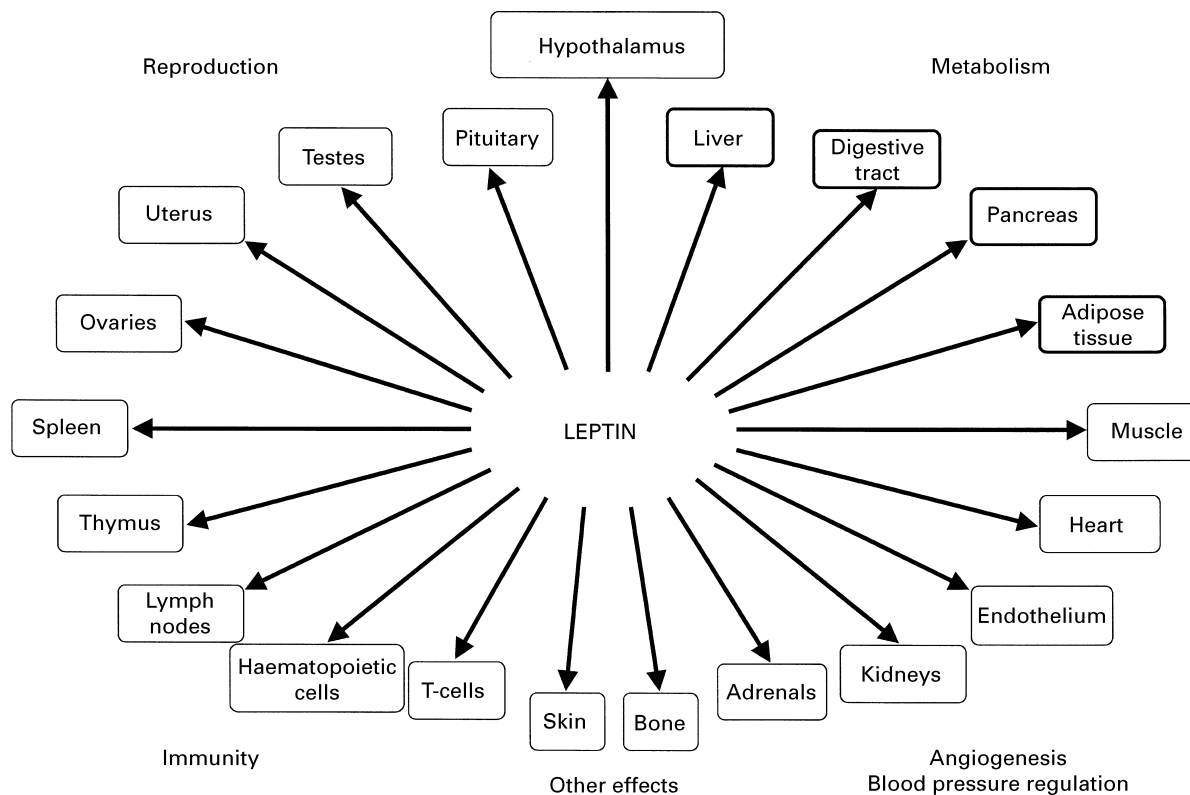 Hypothalamus
Reproduction
Metabolism
Pituitary
Liver
Testes
Digestive
tract
Uterus
Pancreas
Ovaries
Adipose
tissue
Spleen
LEPTIN
Muscle
Thymus
Heart
Lymph
nodes
Endothelium
Haematopoietic
cells
T-cells
Skin
Bone
Adrenals
Kidneys
Immunity
Other effects
Angiogenesis
Blood pressure regulation